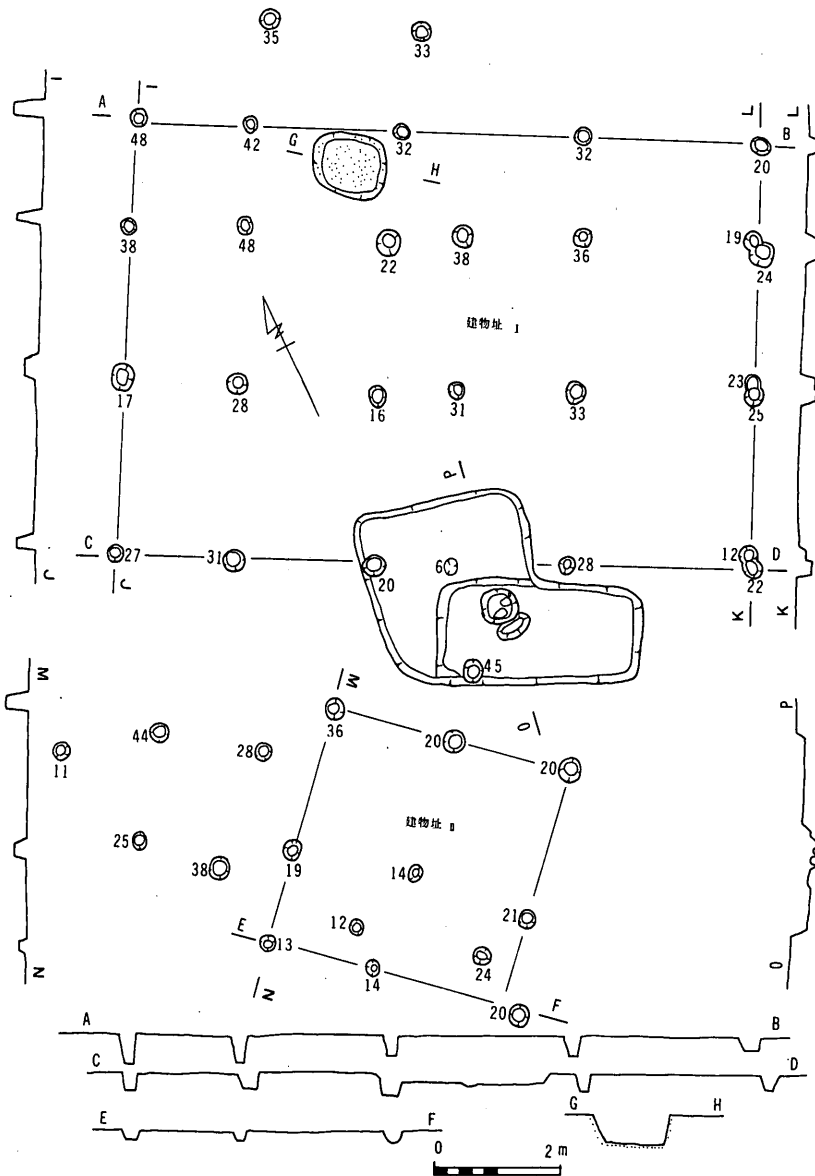 35 33
I I L L
A B
48 42 32 32 20
G H
38 48 22 38 36 19 24
建物址 I
N
17 28 16 31 33 23 25
P
C 27 31 20 6 28 12 22 D
J J K K
45
M M P
36
O
44 20 20
11 28
建物址 II
25 38 19 14 21
E 13 12 24
14
N N O
20 F
A B
C D
E F
G H
0 2 m